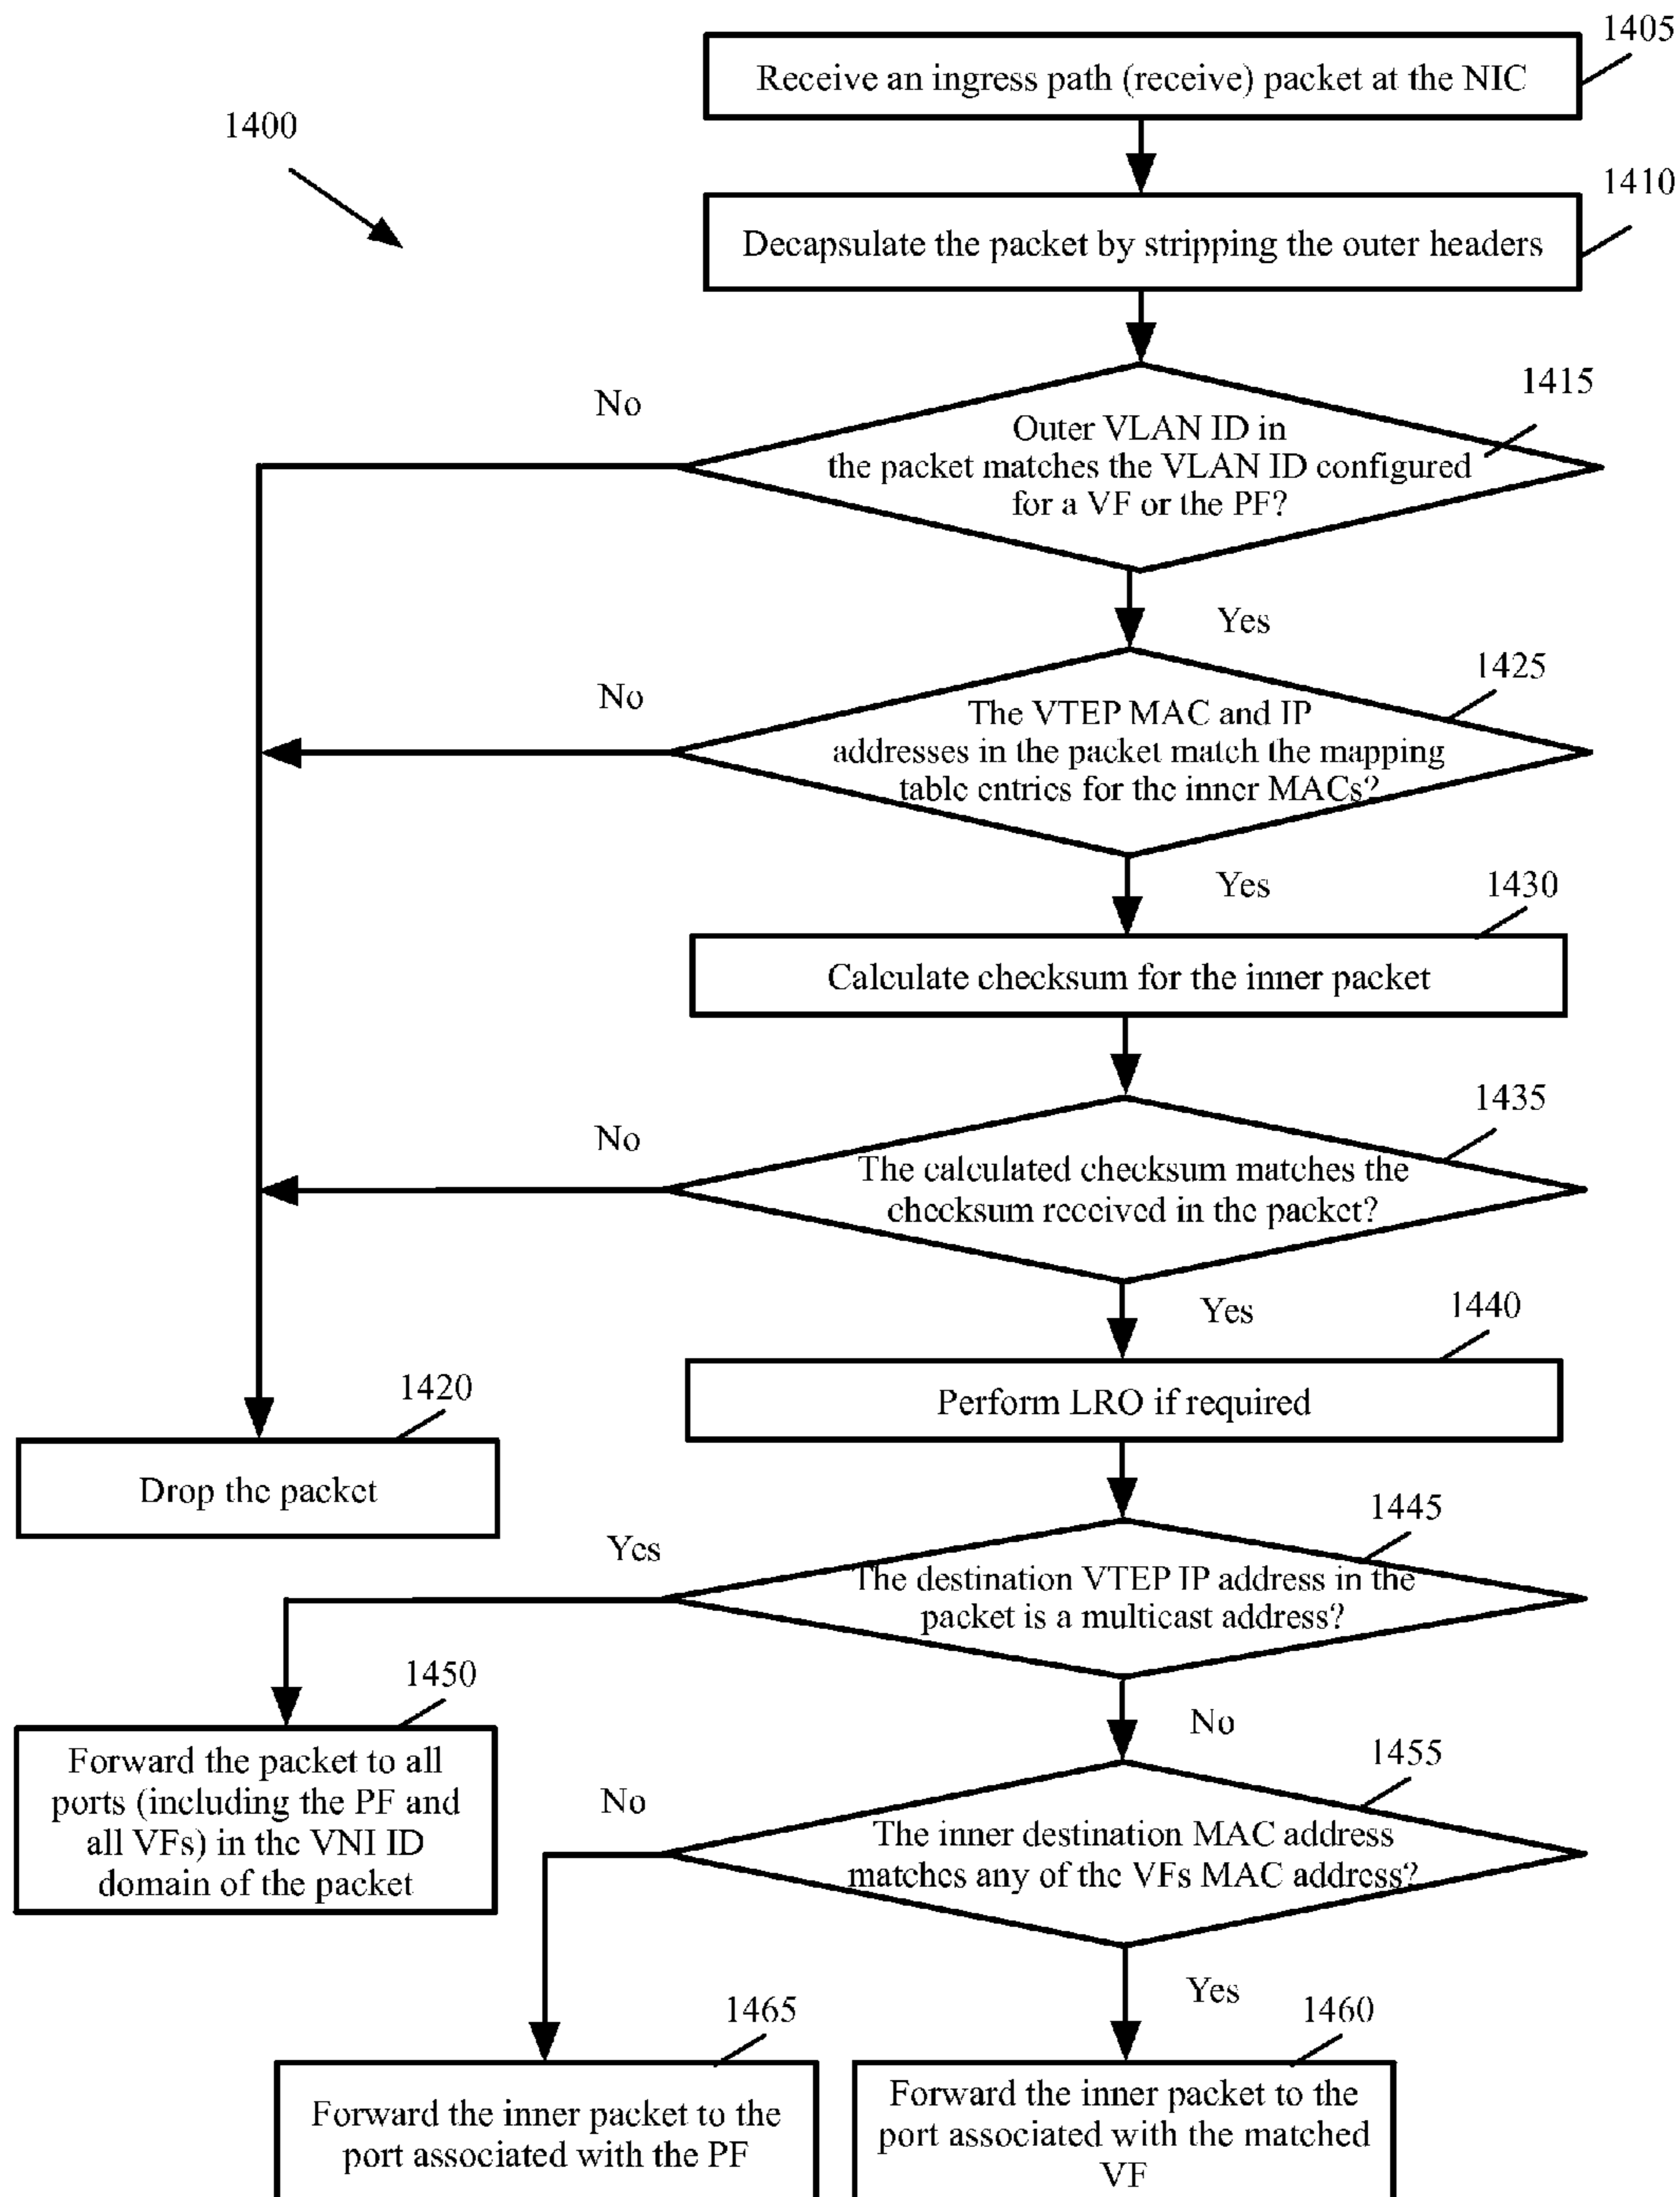 1405
Receive an ingress path (receive) packet at the NIC
1400
1410
Decapsulate the packet by stripping the outer headers
No
1415
Outer VLAN ID in
the packet matches the VLAN ID configured
for a VF or the PF?
Yes
1425
No
The VTEP MAC and IP
addresses in the packet match the mapping
table entries for the inner MACs?
Yes
1430
Calculate checksum for the inner packet
1435
No
The calculated checksum matches the
checksum received in the packet?
Yes
1440
Perform LRO if required
1420
Drop the packet
1445
Yes
The destination VTEP IP address in the
packet is a multicast address?
1450
No
Forward the packet to all
ports (including the PF and
all VFs) in the VNI ID
domain of the packet
1455
No
The inner destination MAC address
matches any of the VFs MAC address?
Yes
1465
1460
Forward the inner packet to the
port associated with the PF
Forward the inner packet to the
port associated with the matched
VF